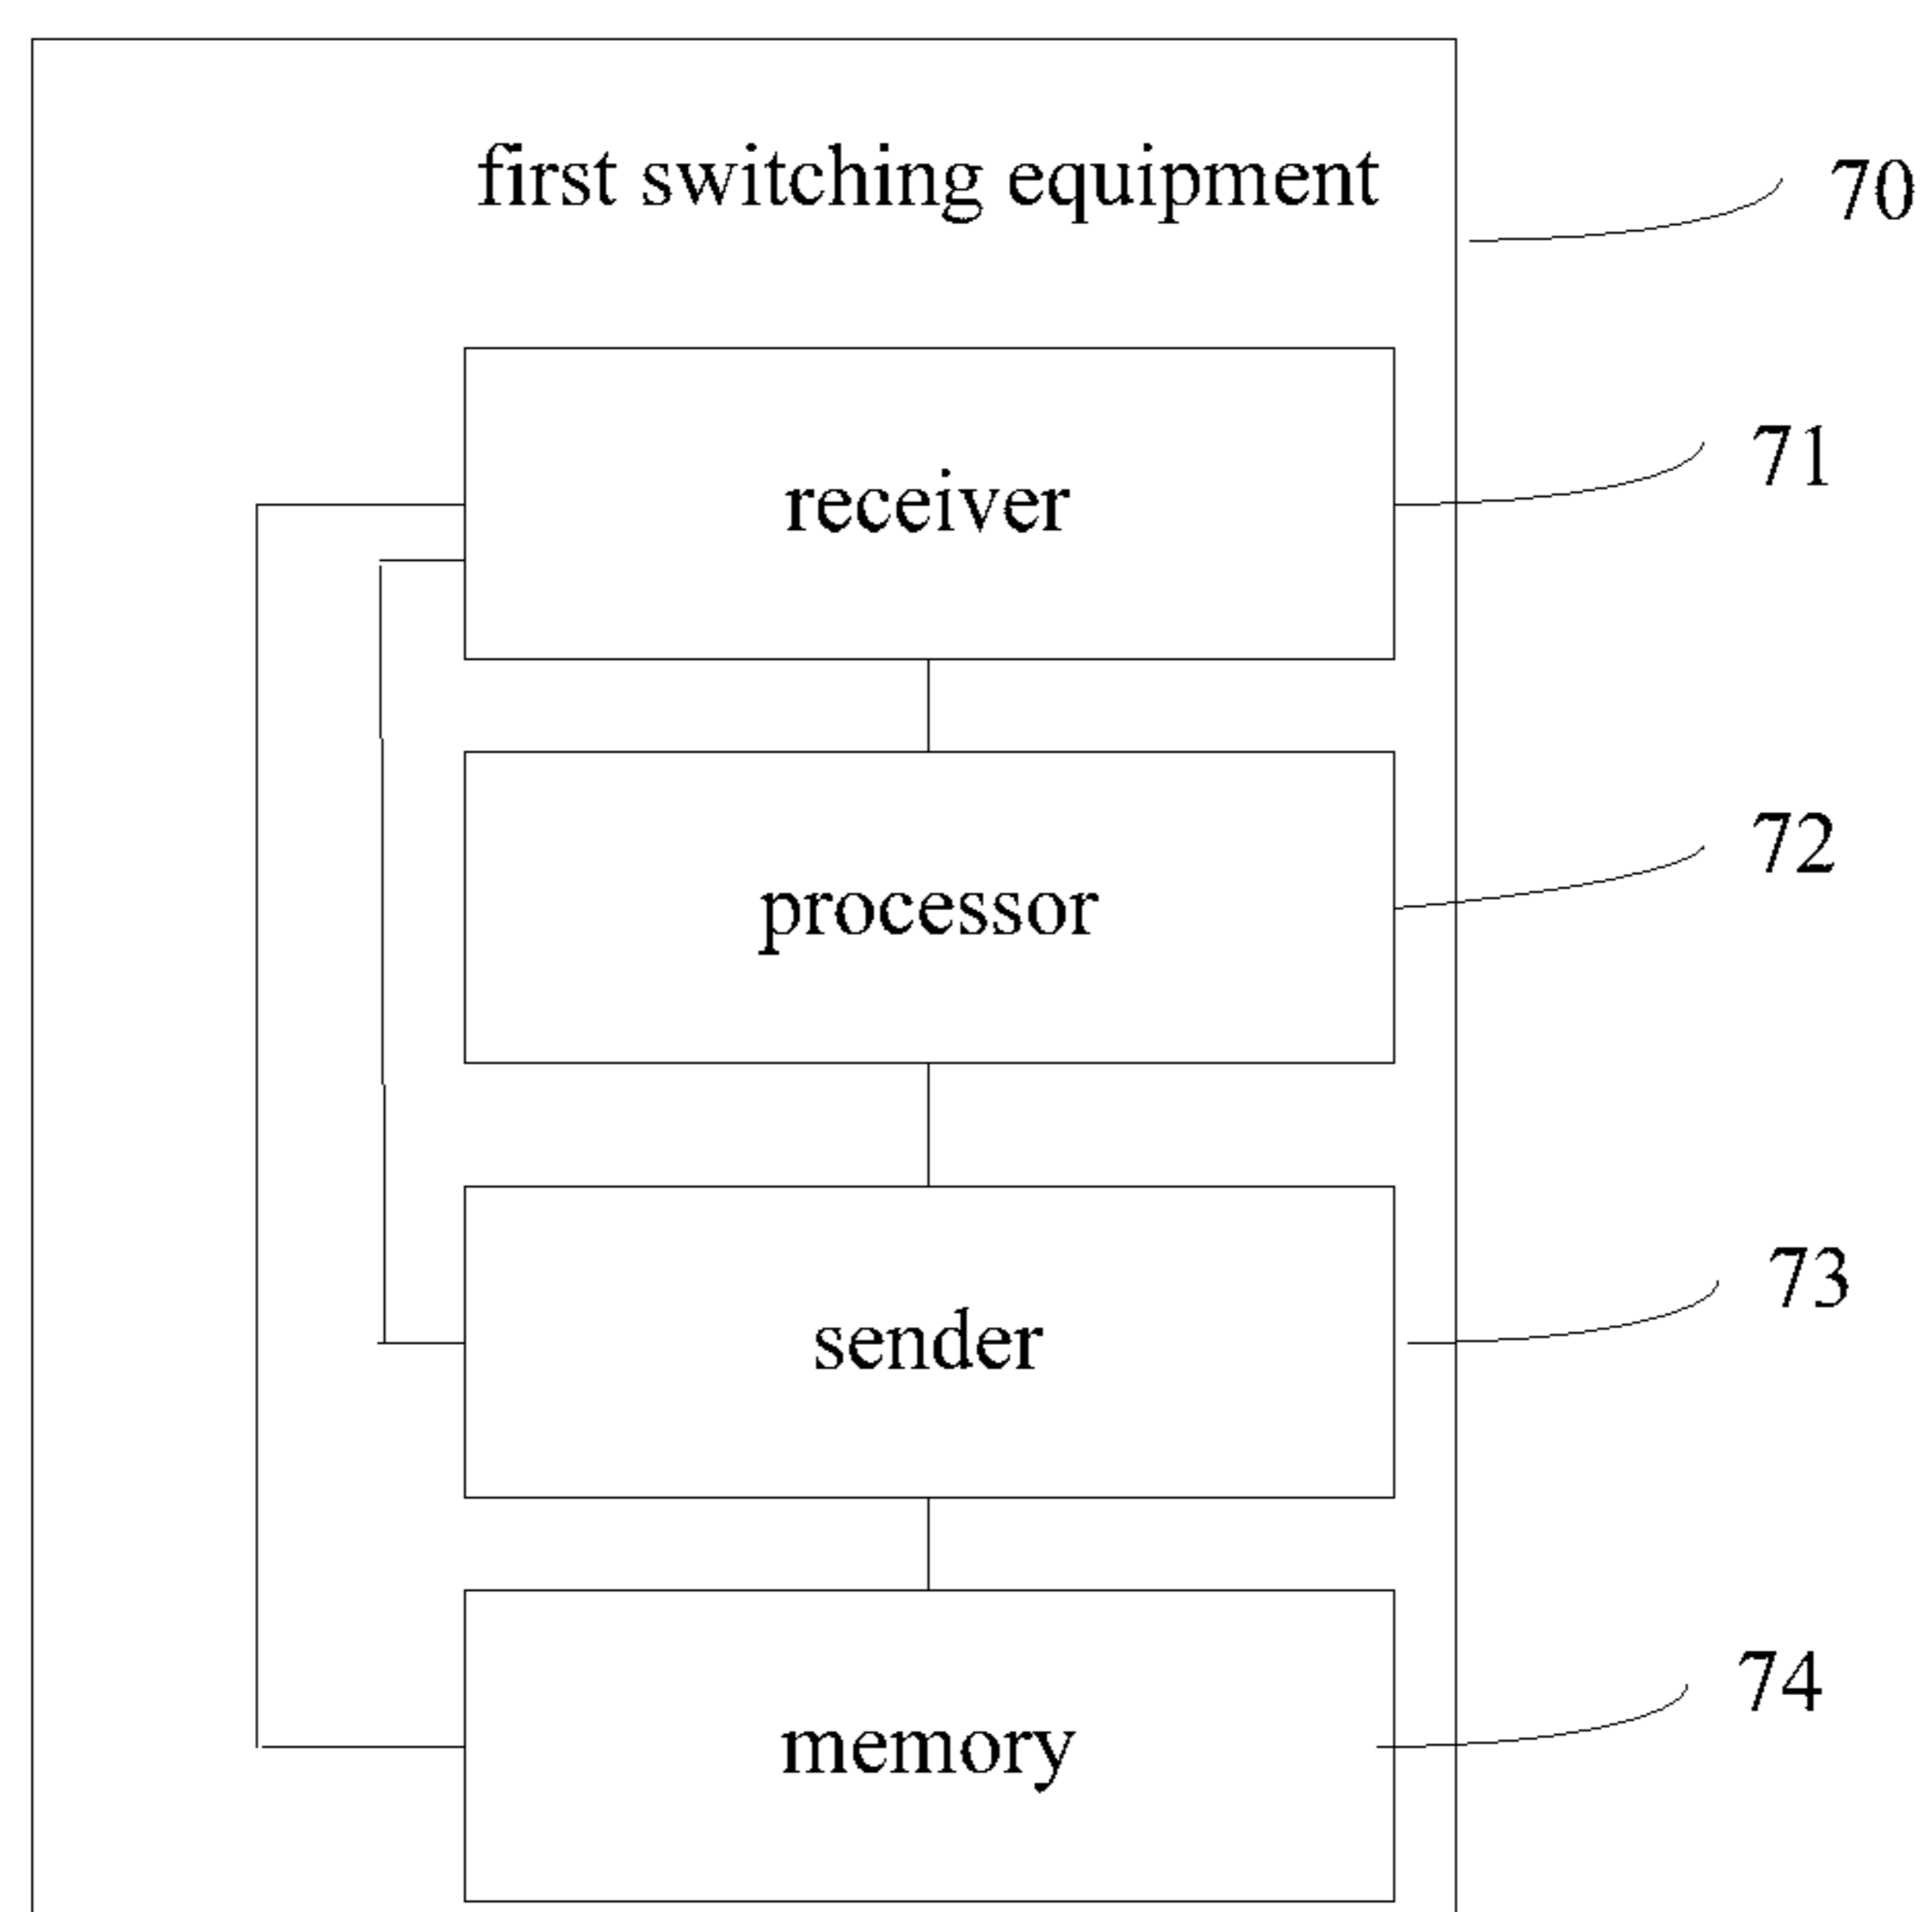 first switching equipment
70
receiver
71
processor
72
sender
73
memory
74